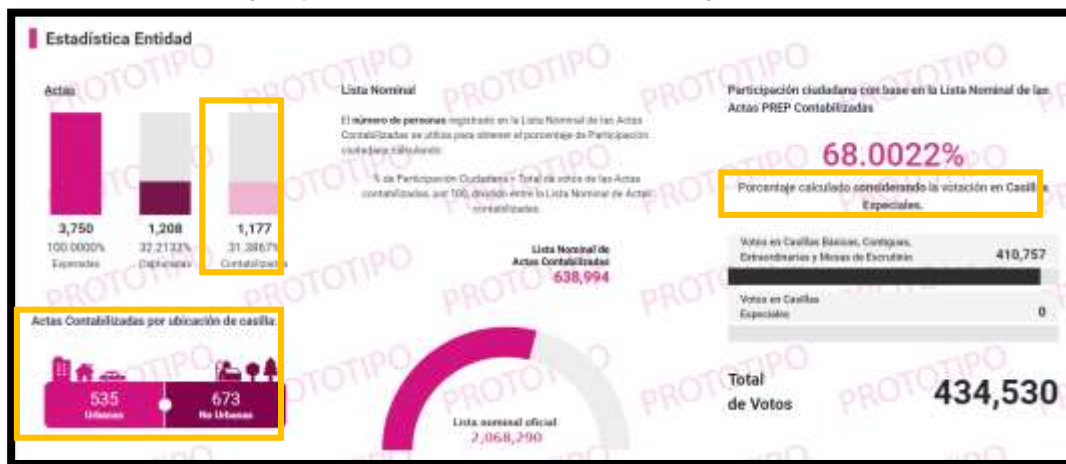 Estadística Entidad
Actas
3,750
100.0000%
Esperadas
1,208
32.2132%
Capturadas
1,177
31.3867%
Contabilizadas
Actas Contabilizadas por ubicación de casilla:
535
Urbanas
673
No Urbanas
Lista Nominal
El número de personas registrado en la Lista Nominal de las Actas
Contabilizadas se utiliza para obtener el porcentaje de Participación
ciudadana calculando:
% de Participación Ciudadana = Total de votos de las Actas
contabilizadas, por 100, dividido entre la Lista Nominal de Actas
contabilizadas.
Lista Nominal de
Actas Contabilizadas
638,994
Lista nominal oficial
2,068,290
Participación ciudadana con base en la Lista Nominal de las
Actas PREP Contabilizadas
68.0022%
Porcentaje calculado considerando la votación en Casillas
Especiales.
Votos en Casillas Básicas, Contiguas,
Extraordinarias y Mesas de Escrutinio
410,757
Votos en Casillas
Especiales
0
Total
de Votos
434,530
PROTOTIPO